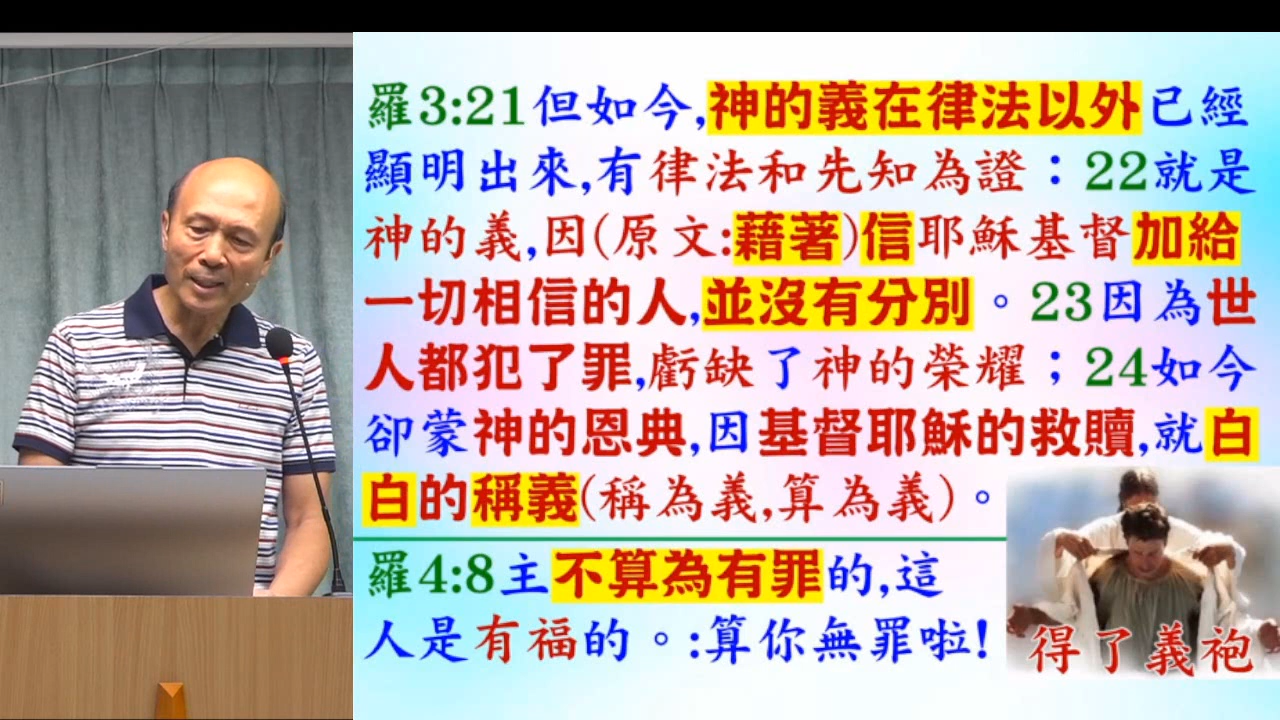 羅3:21但如今,神的義在律法以外已經
顯明出來,有律法和先知為證：22就是
神的義,因(原文:藉著)信耶穌基督加給
一切相信的人,並沒有分別。23因為世
人都犯了罪,虧缺了神的榮耀；24如今
卻蒙神的恩典,因基督耶穌的救贖,就白
白的稱義(稱為義,算為義)。
羅4:8主不算為有罪的,這
人是有福的。:算你無罪啦!
得了義袍